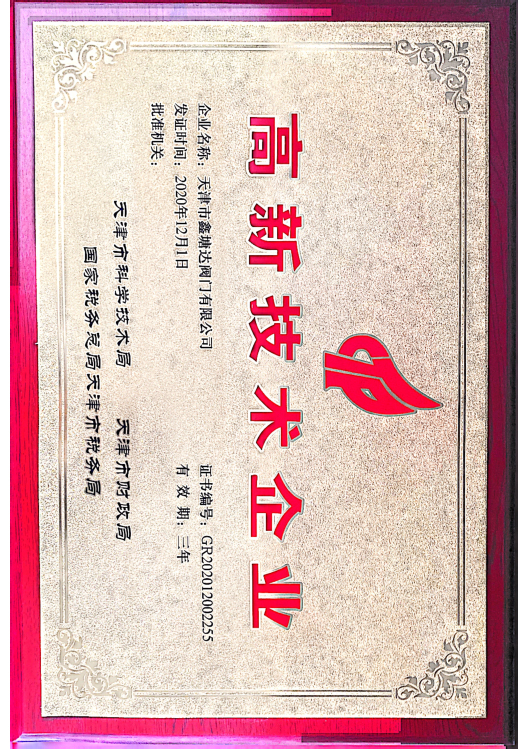 高新技术企业
企业名称：天津市鑫塘达阀门有限公司 证书编号：GR202012002255
发证时间：2020年12月1日 有 效 期：三年
批准机关：
天津市科学技术局 天津市财政局
国家税务总局天津市税务局